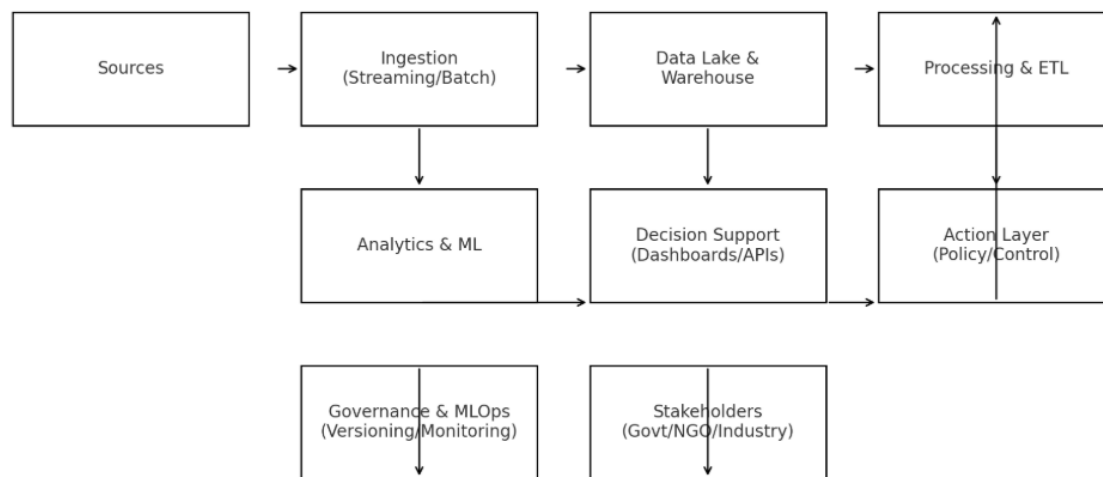 Sources
Ingestion
(Streaming/Batch)
Data Lake &
Warehouse
Processing & ETL
Analytics & ML
Decision Support
(Dashboards/APIs)
Action Layer
(Policy/Control)
Governance & MLOps
(Versioning/Monitoring)
Stakeholders
(Govt/NGO/Industry)